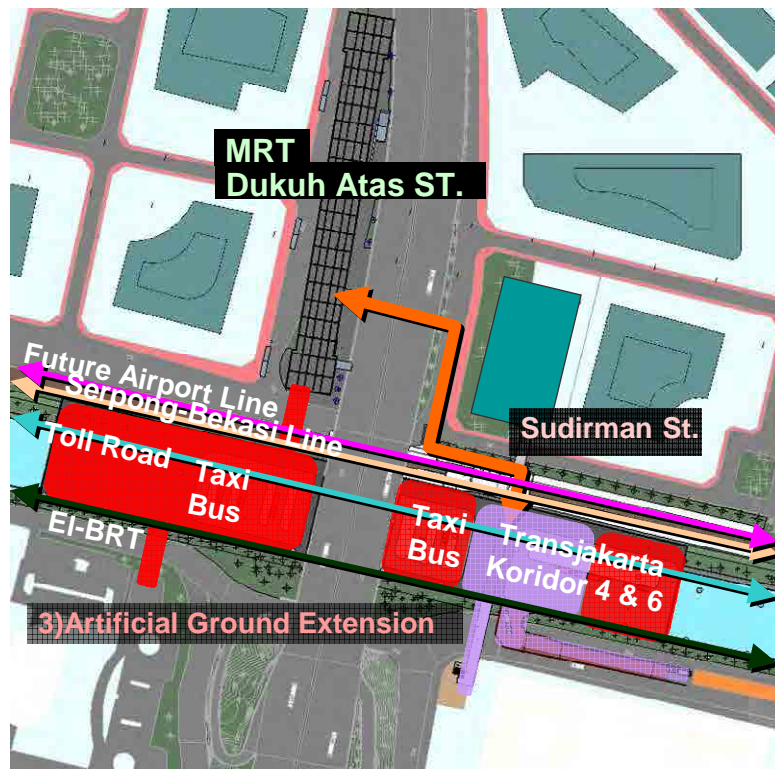 MRT
Dukuh Atas ST.
Future Airport Line
Serpong-Bekasi Line
Sudirman St.
Toll Road
Taxi
Bus
Taxi
Bus
Transjakarta
Koridor 4 & 6
El-BRT
3)Artificial Ground Extension